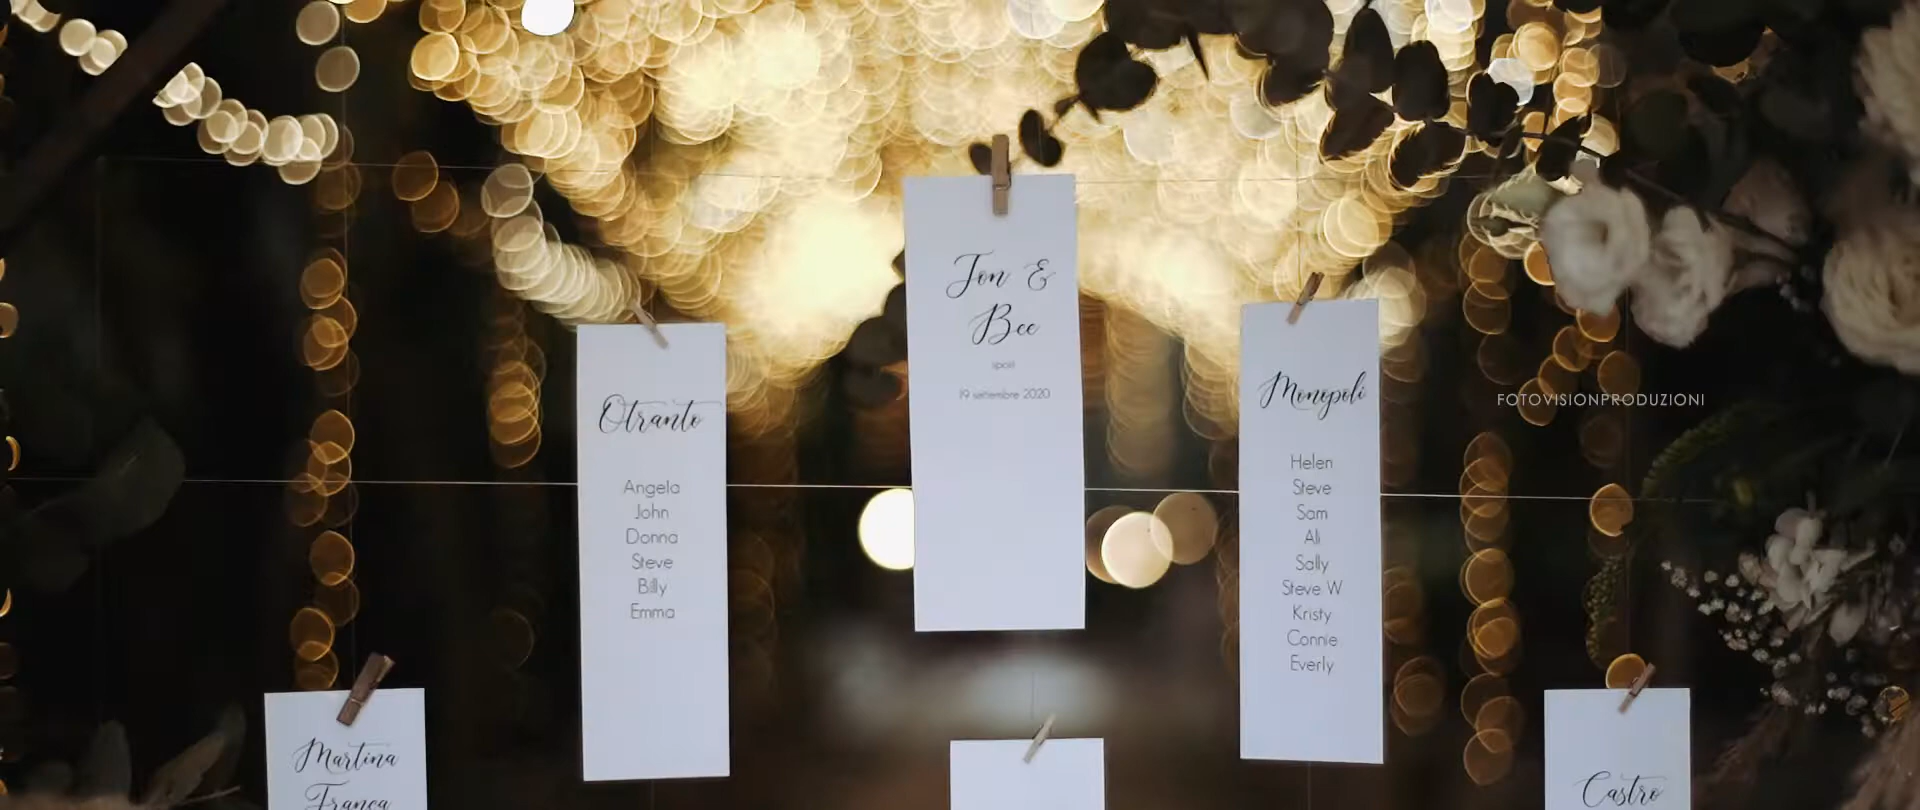 Jon &
Bee
sposi
19 settembre 2020
Otranto
Angela
John
Donna
Steve
Billy
Emma
Monopoli
Helen
Steve
Sam
Ali
Sally
Steve W
Kristy
Connie
Everly
FOTOVISIONPRODUZIONI
Martina
Franca
Castro